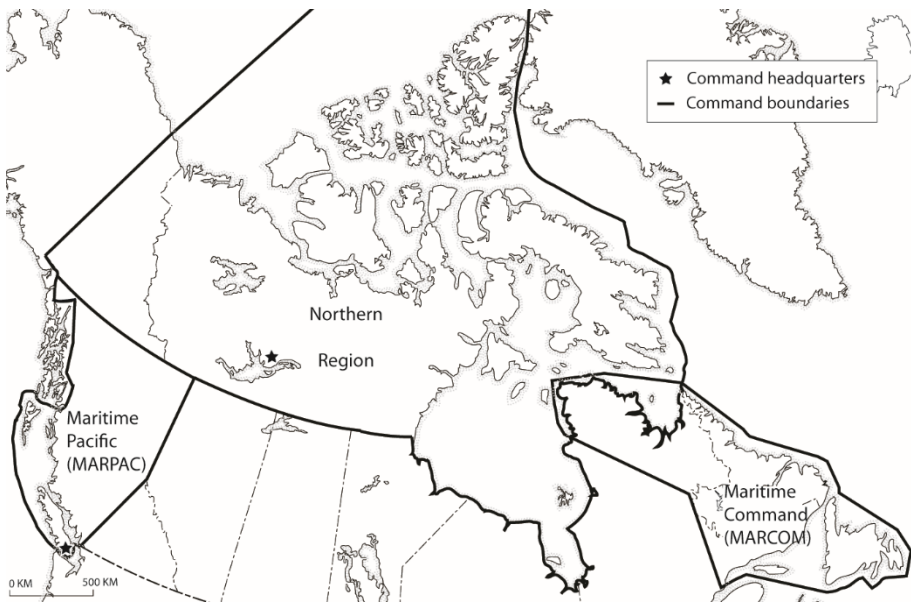 Command headquarters
Command boundaries
Northern
Region
Maritime
Pacific
(MARPAC)
Maritime
Command
(MARCOM)
0 KM 500 KM